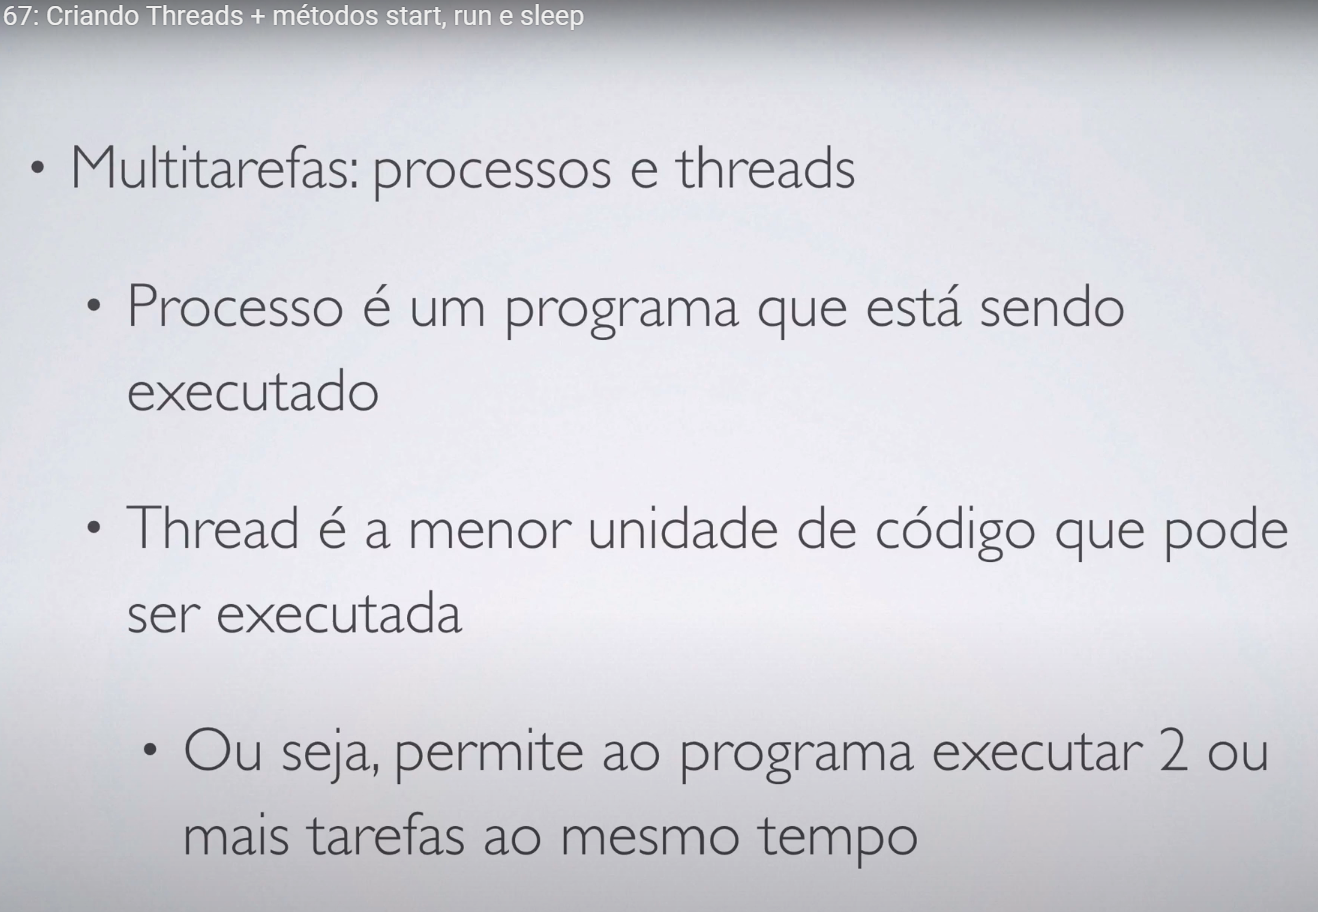 67: Criando Threads + métodos start, run e sleep
• Multitarefas: processos e threads
• Processo é um programa que está sendo
executado
• Thread é a menor unidade de código que pode
ser executada
• Ou seja, permite ao programa executar 2 ou
mais tarefas ao mesmo tempo